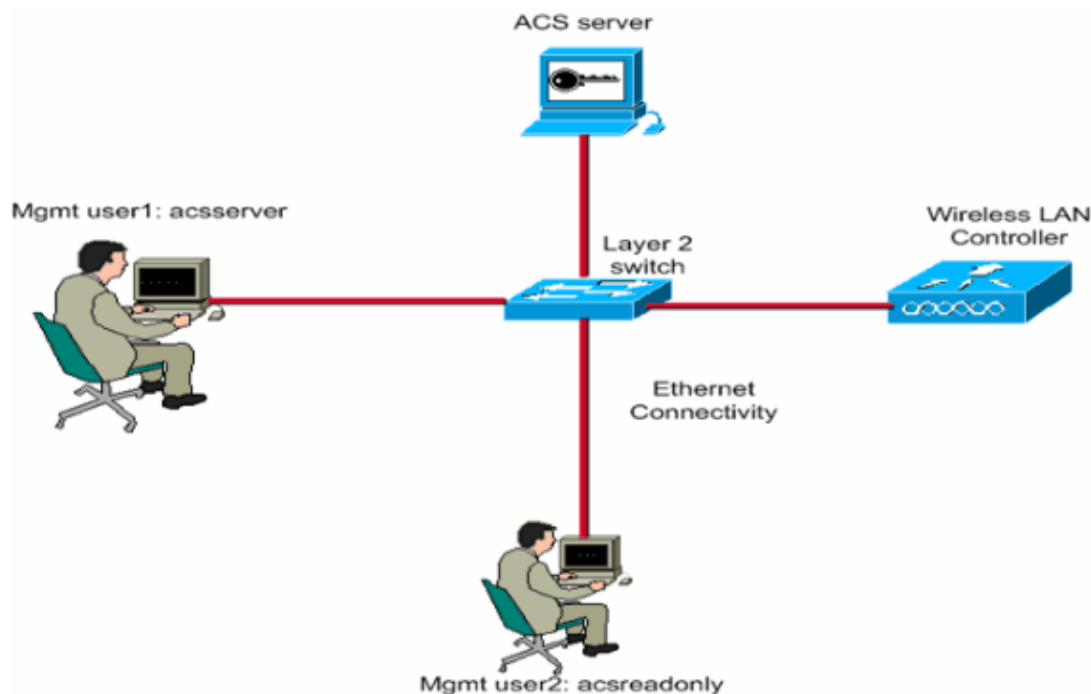 ACS server
Mgmt user1: acsserver
Wireless LAN
Controller
Layer 2
switch
Ethernet
Connectivity
Mgmt user2: acsreadonly